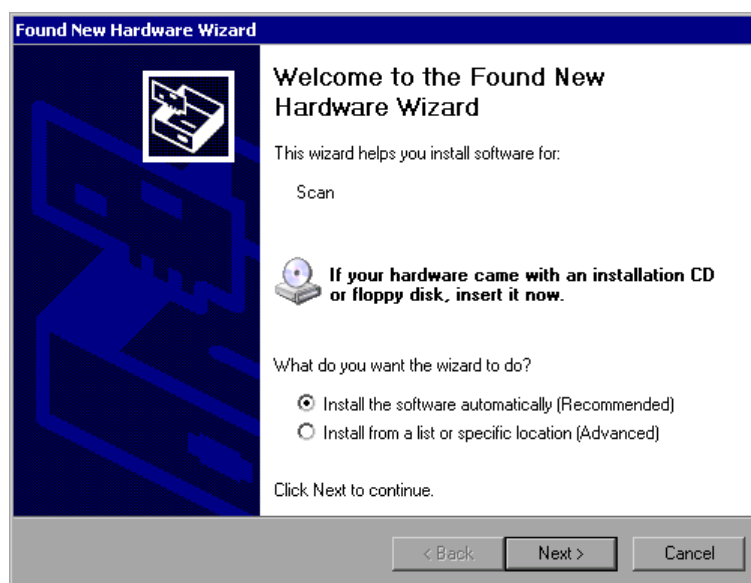 Found New Hardware Wizard
Welcome to the Found New
Hardware Wizard
This wizard helps you install software for:
Scan
If your hardware came with an installation CD
or floppy disk, insert it now.
What do you want the wizard to do?
Install the software automatically (Recommended)
Install from a list or specific location (Advanced)
Click Next to continue.
< Back
Next >
Cancel